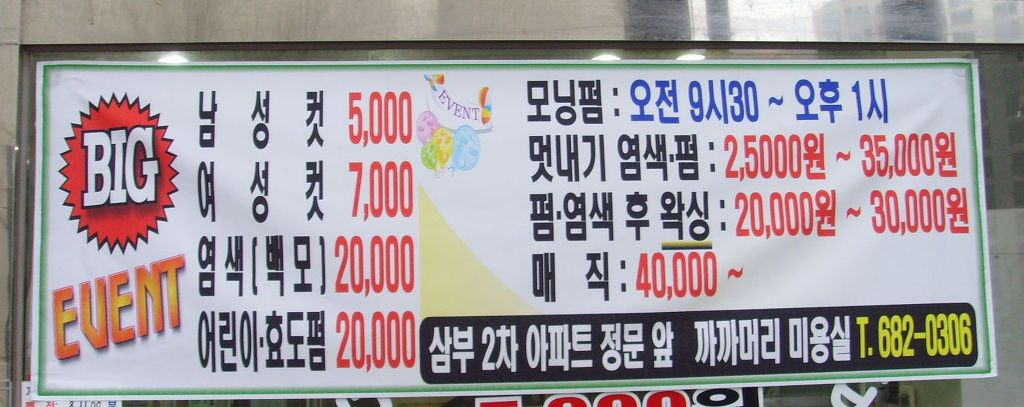 BIG
EVENT
남 성 컷 5,000
여 성 컷 7,000
염 색 ( 백 모 ) 20,000
어린이·효도펌 20,000
EVENT
모닝펌 : 오전 9시30 ~ 오후 1시
멋내기 염색·펌 : 2,5000원 ~ 35,000원
펌·염색 후 왁싱 : 20,000원 ~ 30,000원
매 직 : 40,000 ~
삼부 2차 아파트 정문 앞 까까머리 미용실 T. 682-0306